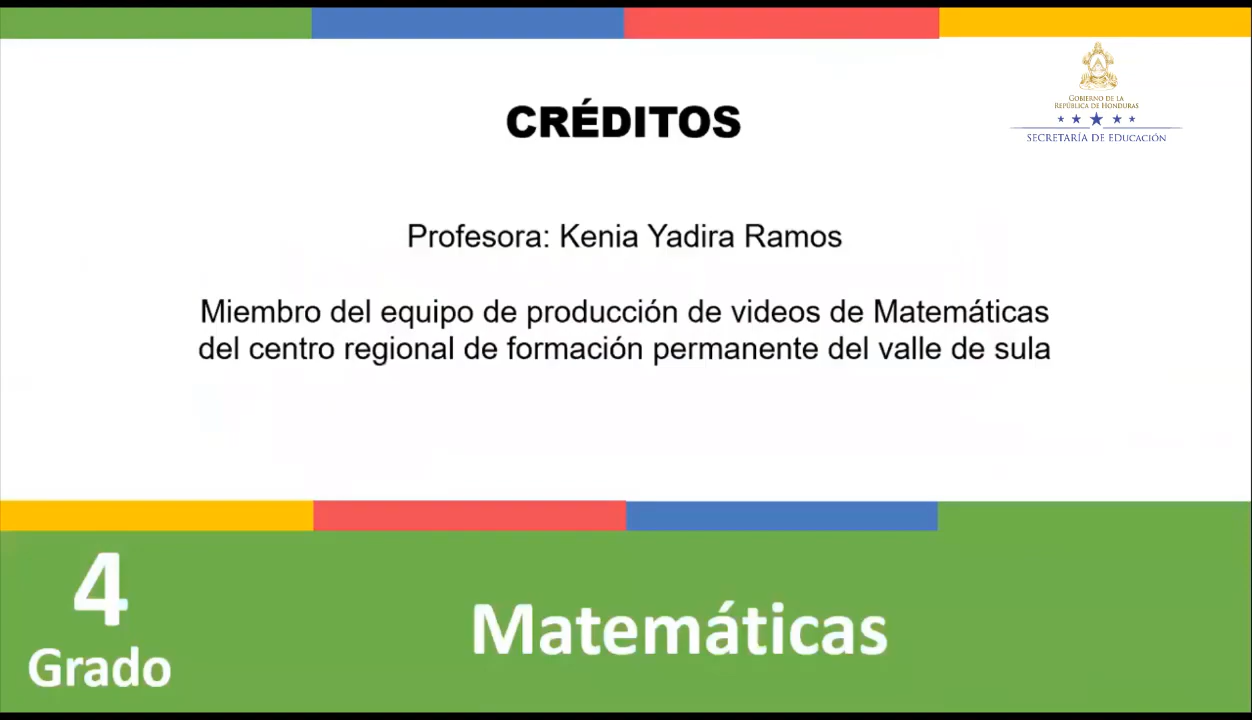 CRÉDITOS
GOBIERNO DE LA
REPÚBLICA DE HONDURAS
SECRETARÍA DE EDUCACIÓN
Profesora: Kenia Yadira Ramos
Miembro del equipo de producción de videos de Matemáticas
del centro regional de formación permanente del valle de sula
4
Grado
Matemáticas